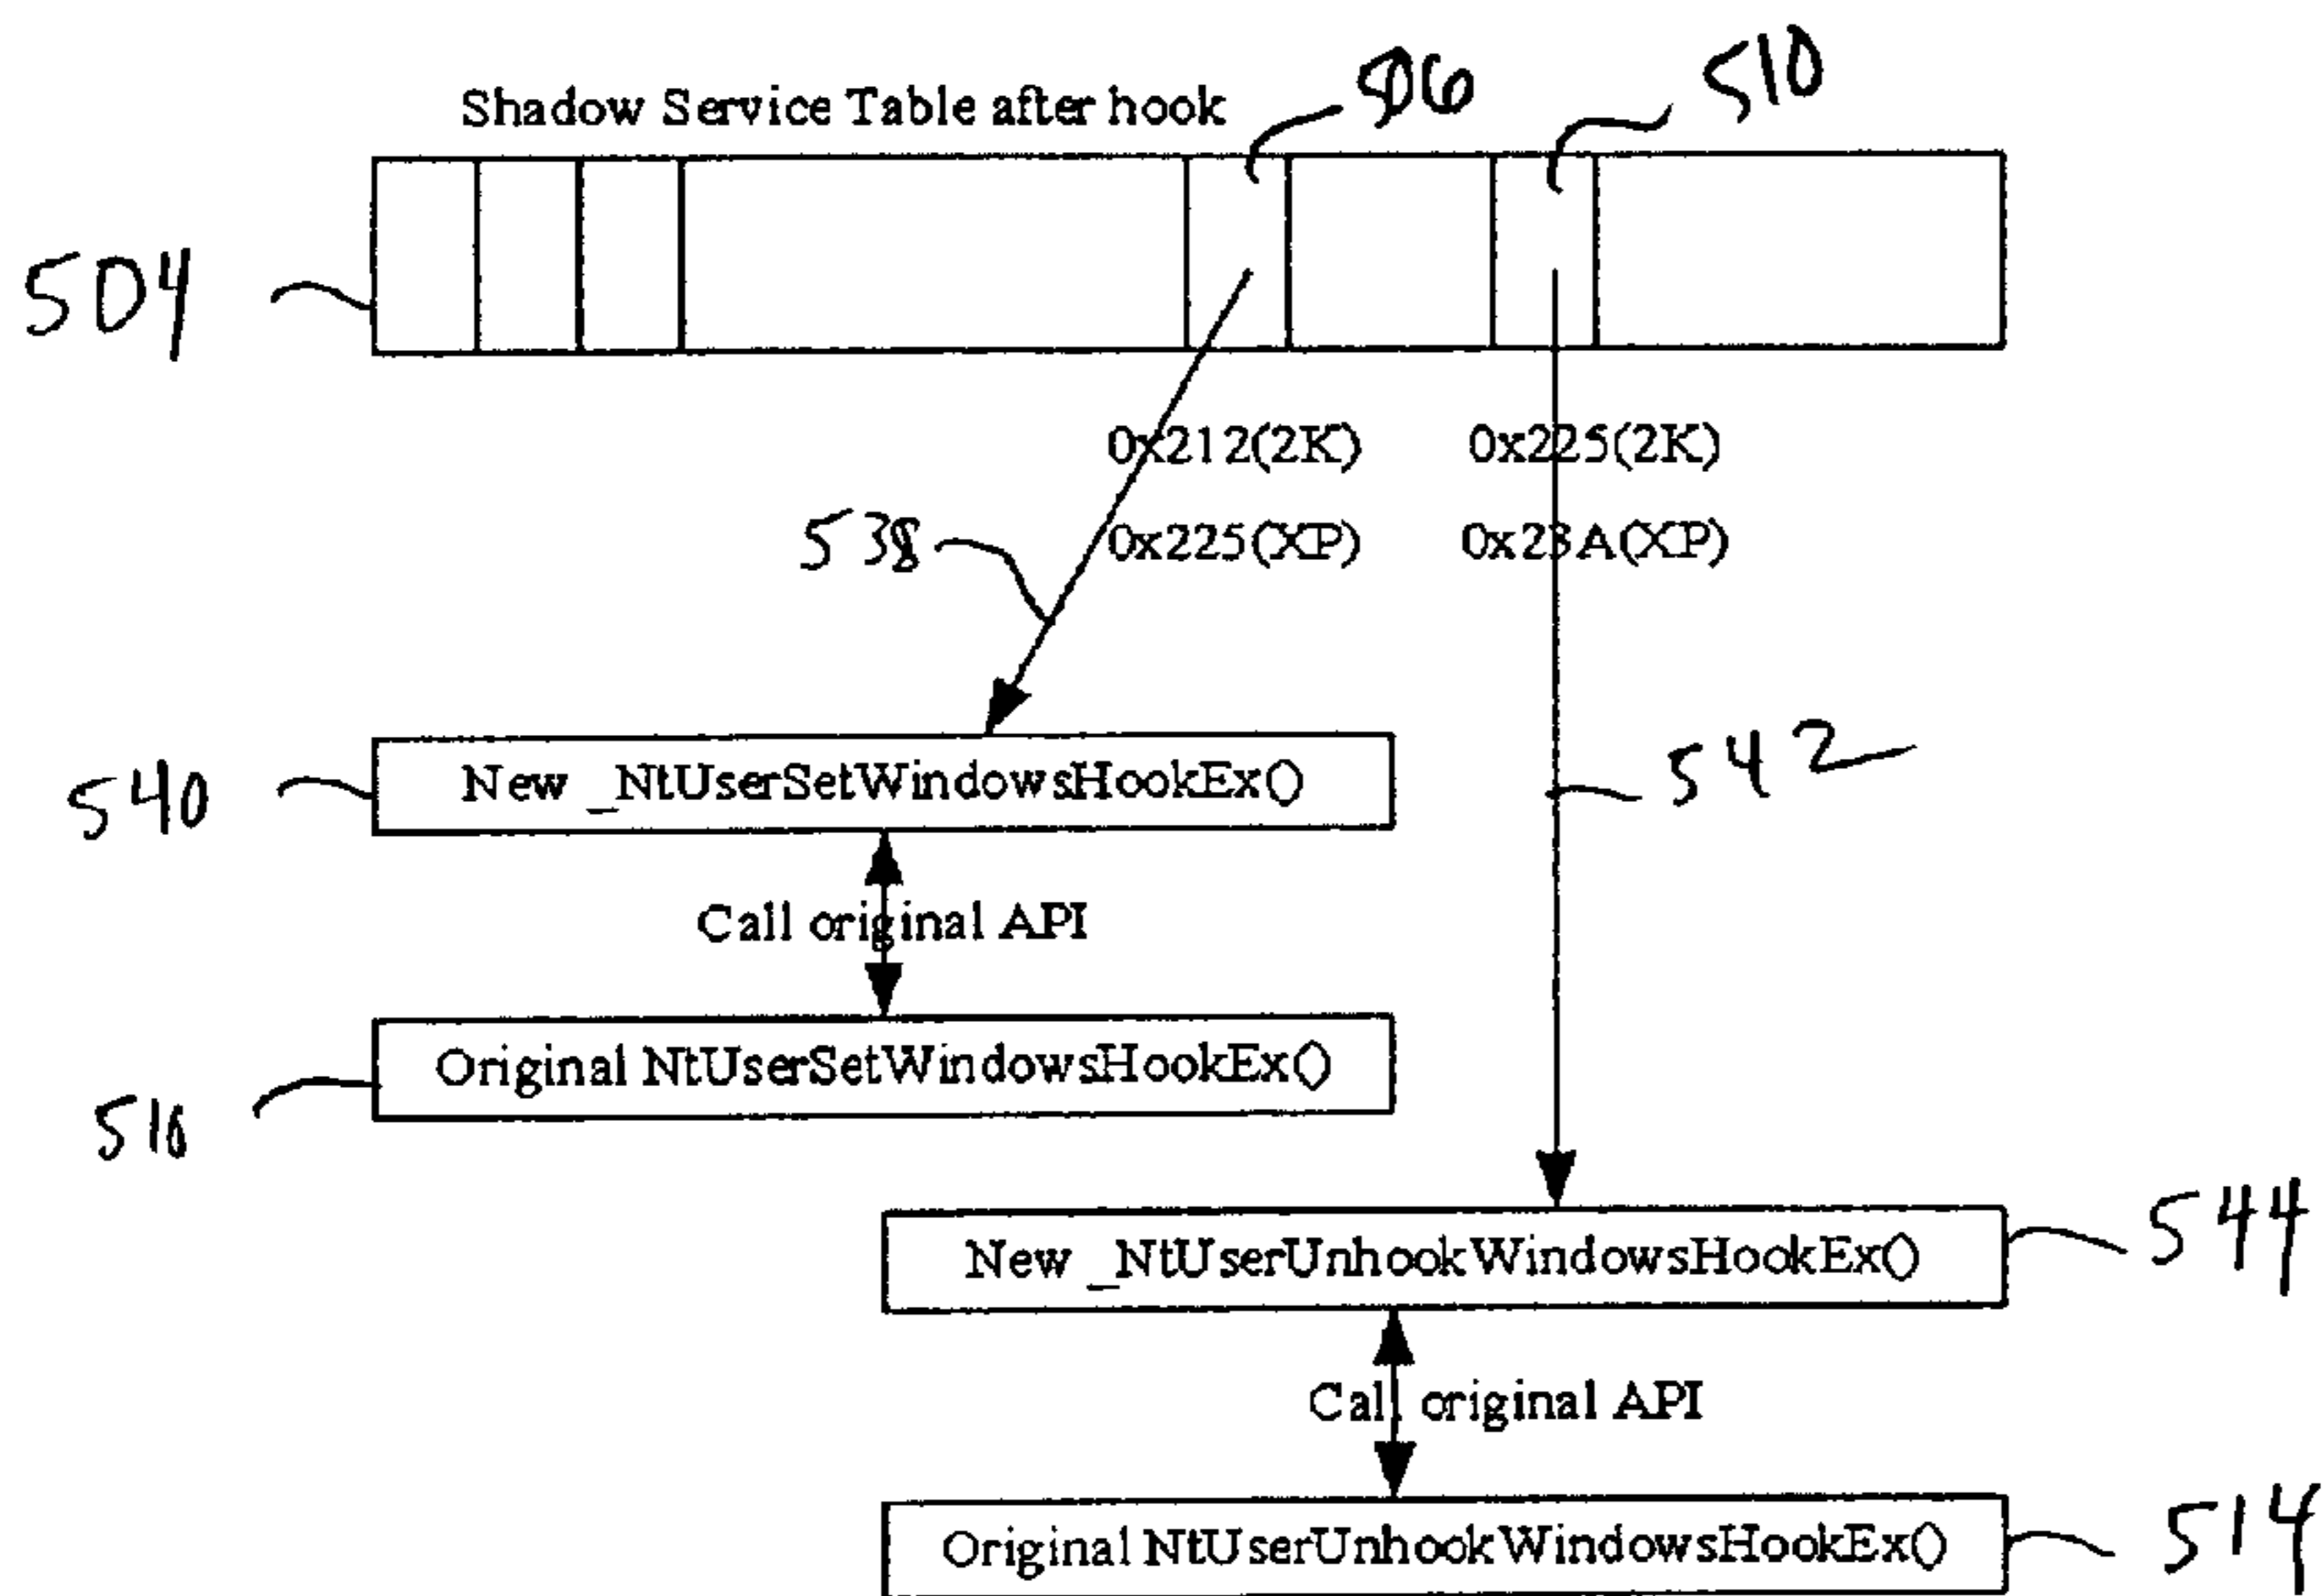 Shadow Service Table after hook
506
510
504
0x212(2K)
0x225(2K)
538
0x225(XP)
0x23A(XP)
542
540
New _NtUserSetWindowsHookEx()
Call original API
Original NtUserSetWindowsHookEx()
New _NtUserUnhookWindowsHookEx()
544
Call original API
Original NtUserUnhookWindowsHookEx()
514